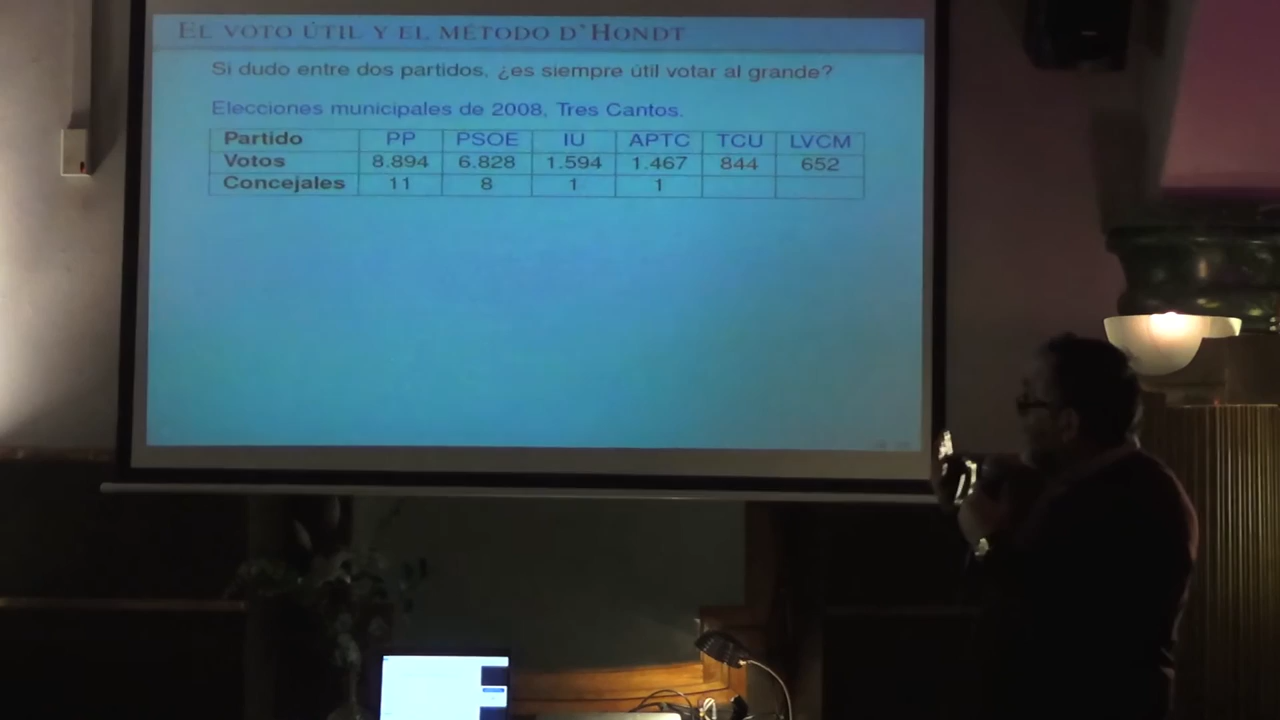 EL VOTO ÚTIL Y EL MÉTODO D'HONDT
Si dudo entre dos partidos, ¿es siempre útil votar al grande?
Elecciones municipales de 2008, Tres Cantos.
Partido PP PSOE IU APTC TCU LVCM
Votos 8.894 6.828 1.594 1.467 844 652
Concejales 11 8 1 1